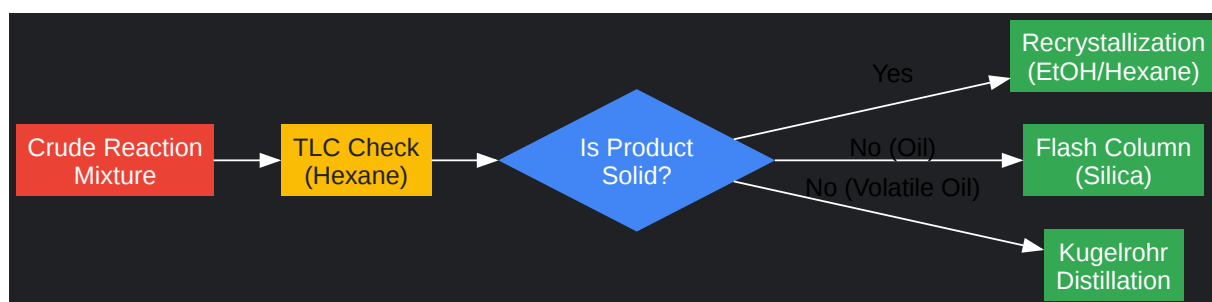 Crude Reaction
Mixture
TLC Check
(Hexane)
Is Product
Solid?
Yes
Recrystallization
(EtOH/Hexane)
No (Oil)
Flash Column
(Silica)
No (Volatile Oil)
Kugelrohr
Distillation